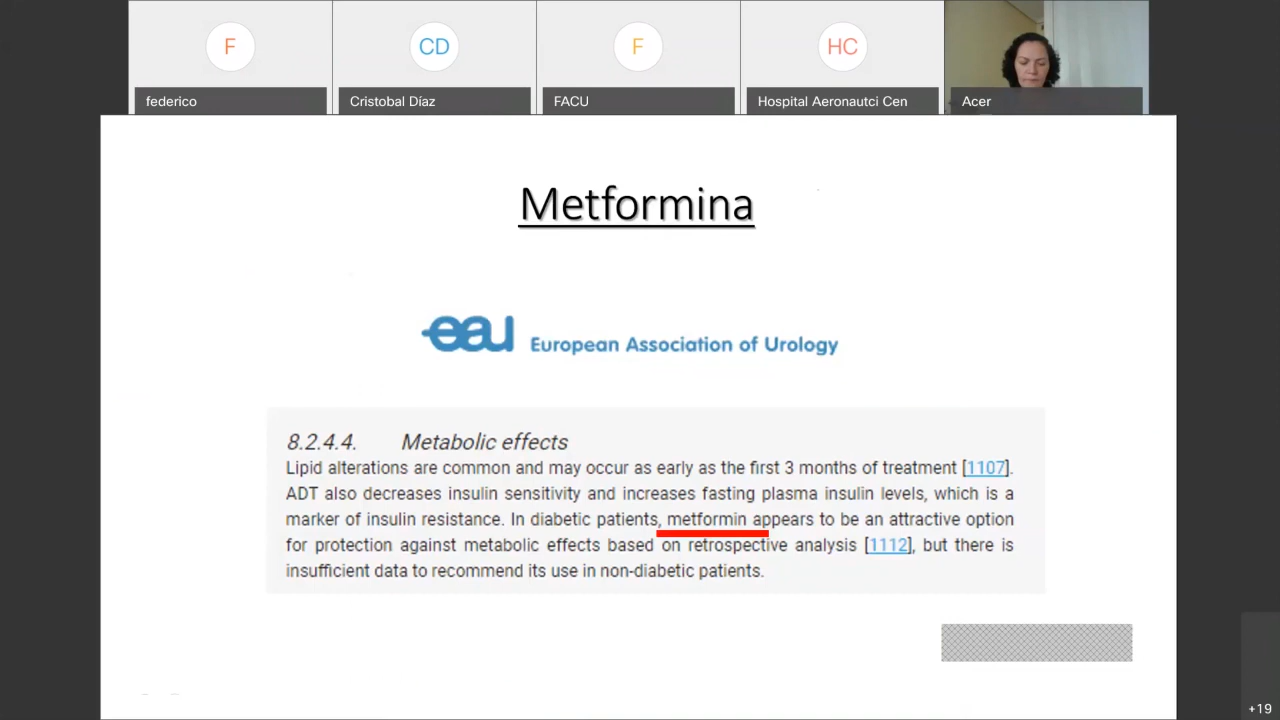 F
CD
F
HC
federico
Cristobal Díaz
FACU
Hospital Aeronautci Cen
Acer
Metformina
eau European Association of Urology
8.2.4.4. Metabolic effects
Lipid alterations are common and may occur as early as the first 3 months of treatment [1107].
ADT also decreases insulin sensitivity and increases fasting plasma insulin levels, which is a
marker of insulin resistance. In diabetic patients, metformin appears to be an attractive option
for protection against metabolic effects based on retrospective analysis [1112], but there is
insufficient data to recommend its use in non-diabetic patients.
+19